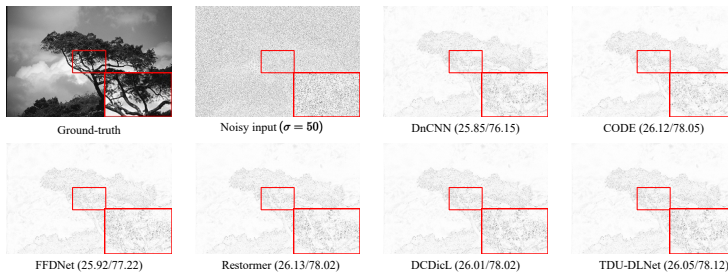 Ground-truth
Noisy input (σ = 50)
DnCNN (25.85/76.15)
CODE (26.12/78.05)
FFDNet (25.92/77.22)
Restormer (26.13/78.02)
DCDicL (26.01/78.02)
TDU-DLNet (26.05/78.12)